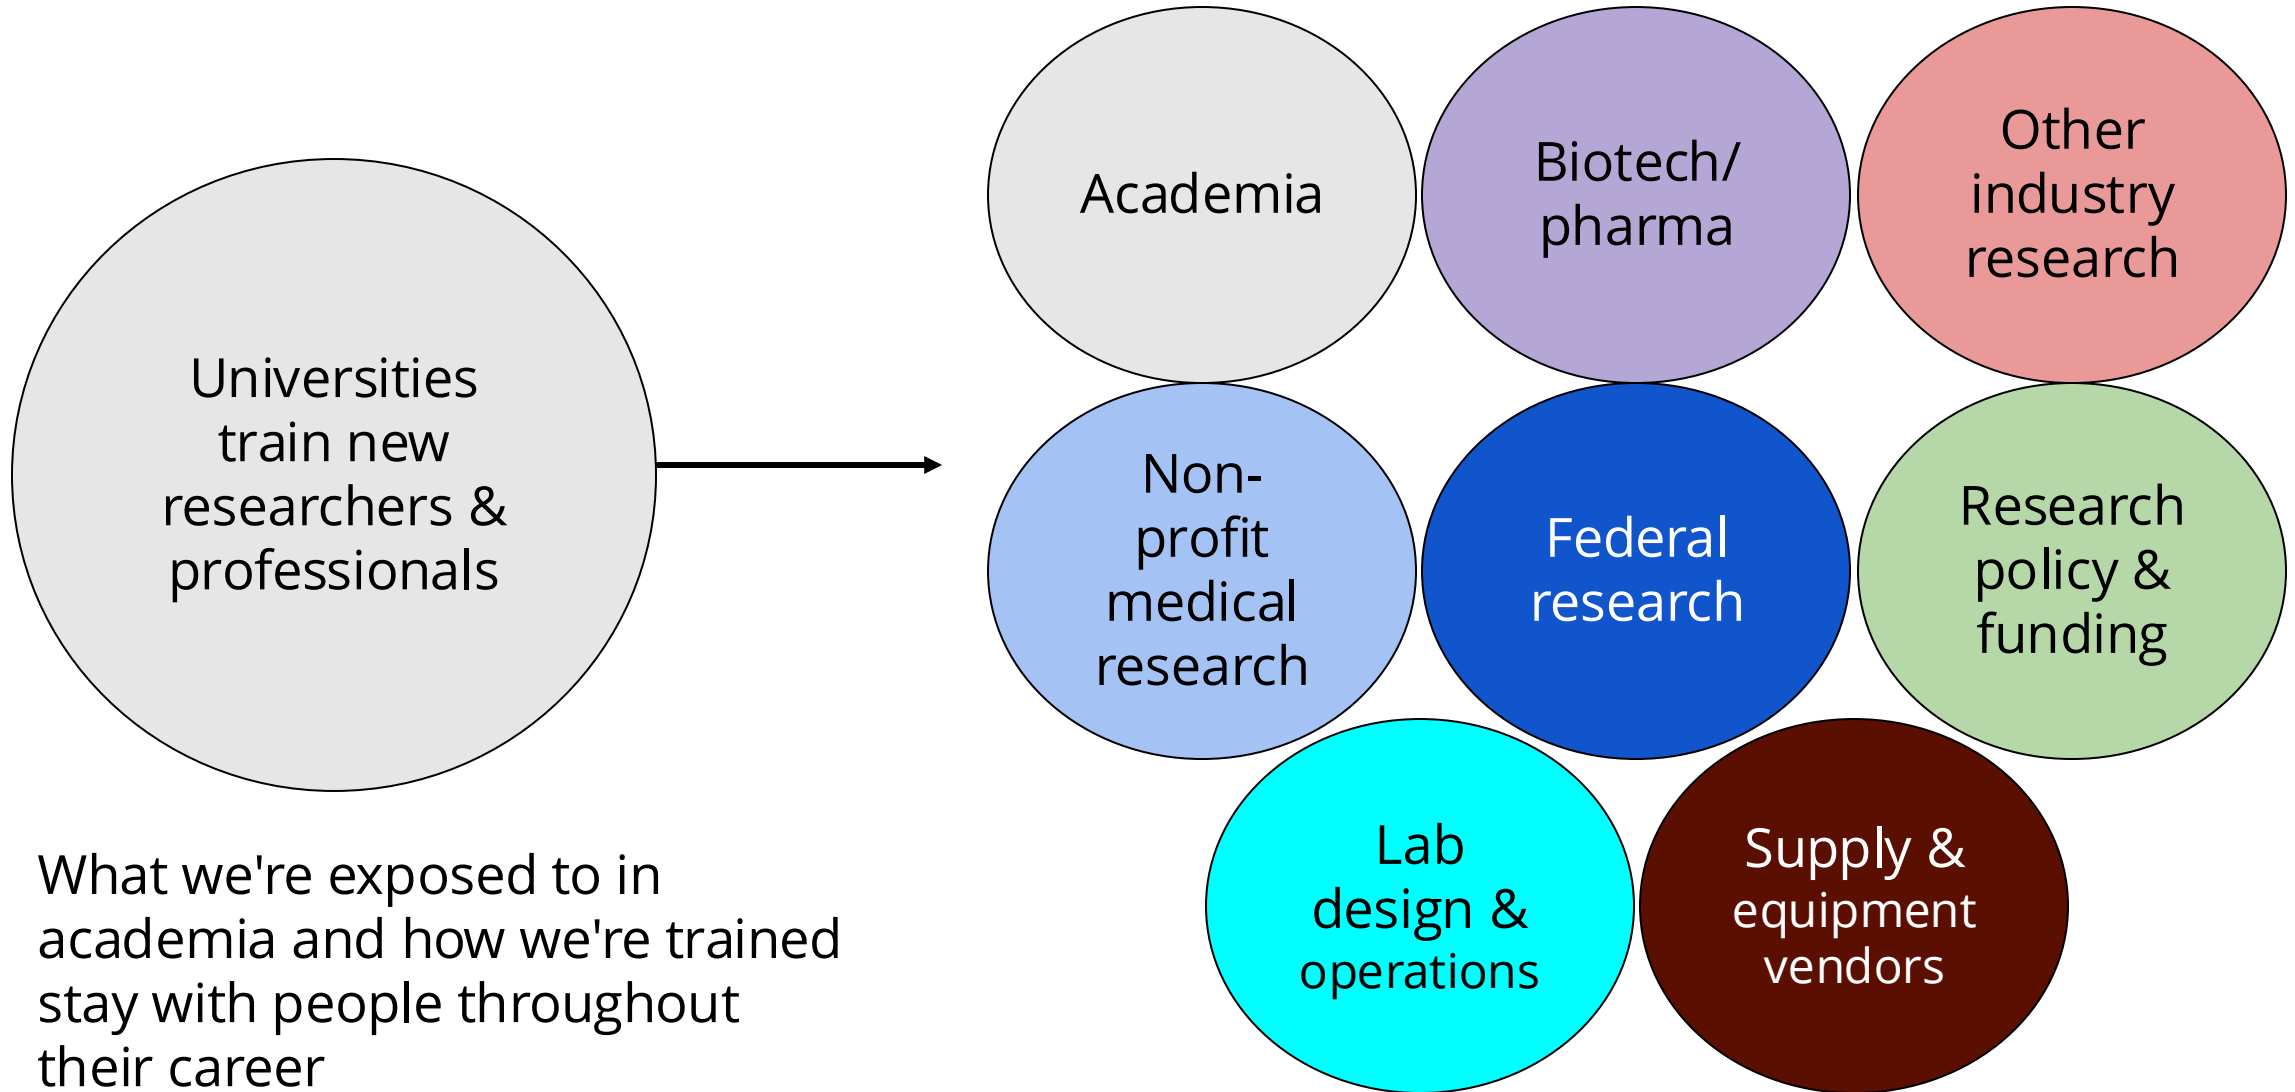 Universities
train new
researchers &
professionals
What we're exposed to in
academia and how we're trained
stay with people throughout
their career
Academia
Biotech/
pharma
Other
industry
research
Non-
profit
medical
research
Federal
research
Research
policy &
funding
Lab
design &
operations
Supply &
equipment
vendors